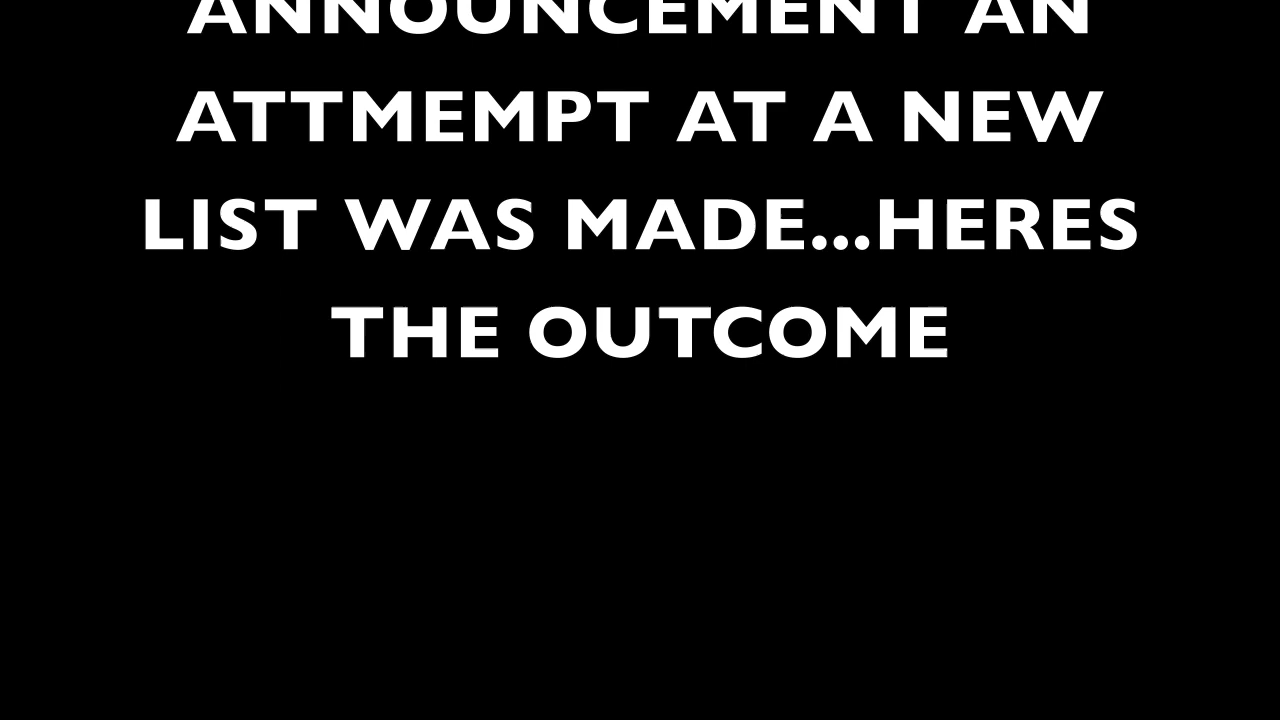 ANNOUNCEMENT AN
ATTMEMPT AT A NEW
LIST WAS MADE...HERES
THE OUTCOME